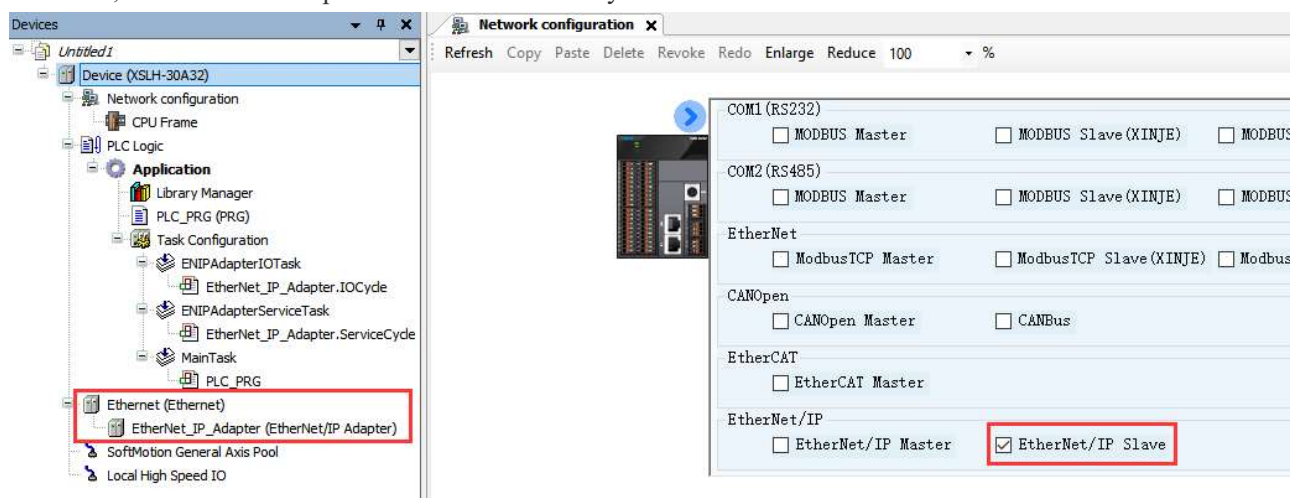 Devices
Untitled1
Device (XSLH-30A32)
Network configuration
CPU Frame
PLC Logic
Application
Library Manager
PLC_PRG (PRG)
Task Configuration
ENIPAdapterIOTask
EtherNet_IP_Adapter.IOCycle
ENIPAdapterServiceTask
EtherNet_IP_Adapter.ServiceCycle
MainTask
PLC_PRG
Ethernet (Ethernet)
EtherNet_IP_Adapter (EtherNet/IP Adapter)
SoftMotion General Axis Pool
Local High Speed IO
Network configuration
Refresh Copy Paste Delete Revoke Redo Enlarge Reduce 100 %
COM1(RS232)
MODBUS Master MODBUS Slave(XINJE) MODBUS
COM2(RS485)
MODBUS Master MODBUS Slave(XINJE) MODBUS
EtherNet
ModbusTCP Master ModbusTCP Slave(XINJE) Modbus
CANOpen
CANOpen Master CANBus
EtherCAT
EtherCAT Master
EtherNet/IP
EtherNet/IP Master EtherNet/IP Slave